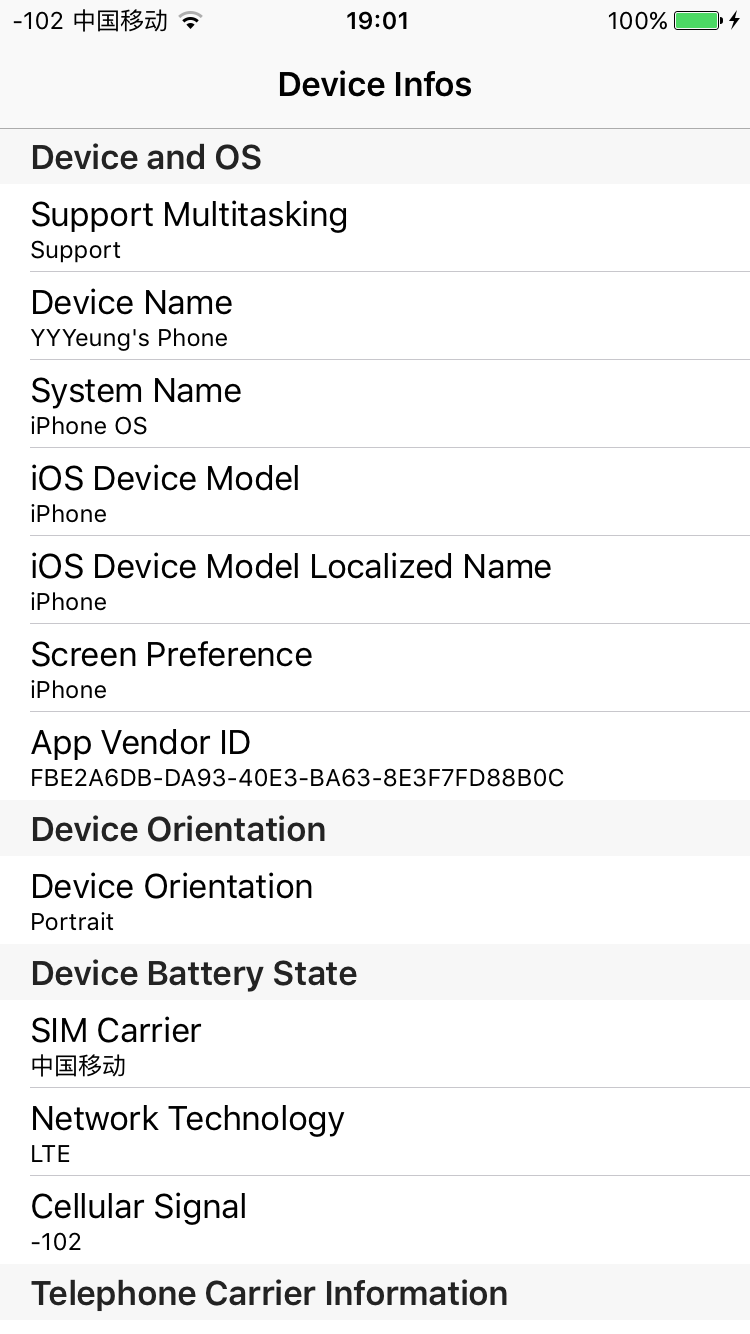 -102 中国移动 19:01 100%
Device Infos
Device and OS
Support Multitasking
Support
Device Name
YYYeung's Phone
System Name
iPhone OS
iOS Device Model
iPhone
iOS Device Model Localized Name
iPhone
Screen Preference
iPhone
App Vendor ID
FBE2A6DB-DA93-40E3-BA63-8E3F7FD88B0C
Device Orientation
Device Orientation
Portrait
Device Battery State
SIM Carrier
中国移动
Network Technology
LTE
Cellular Signal
-102
Telephone Carrier Information